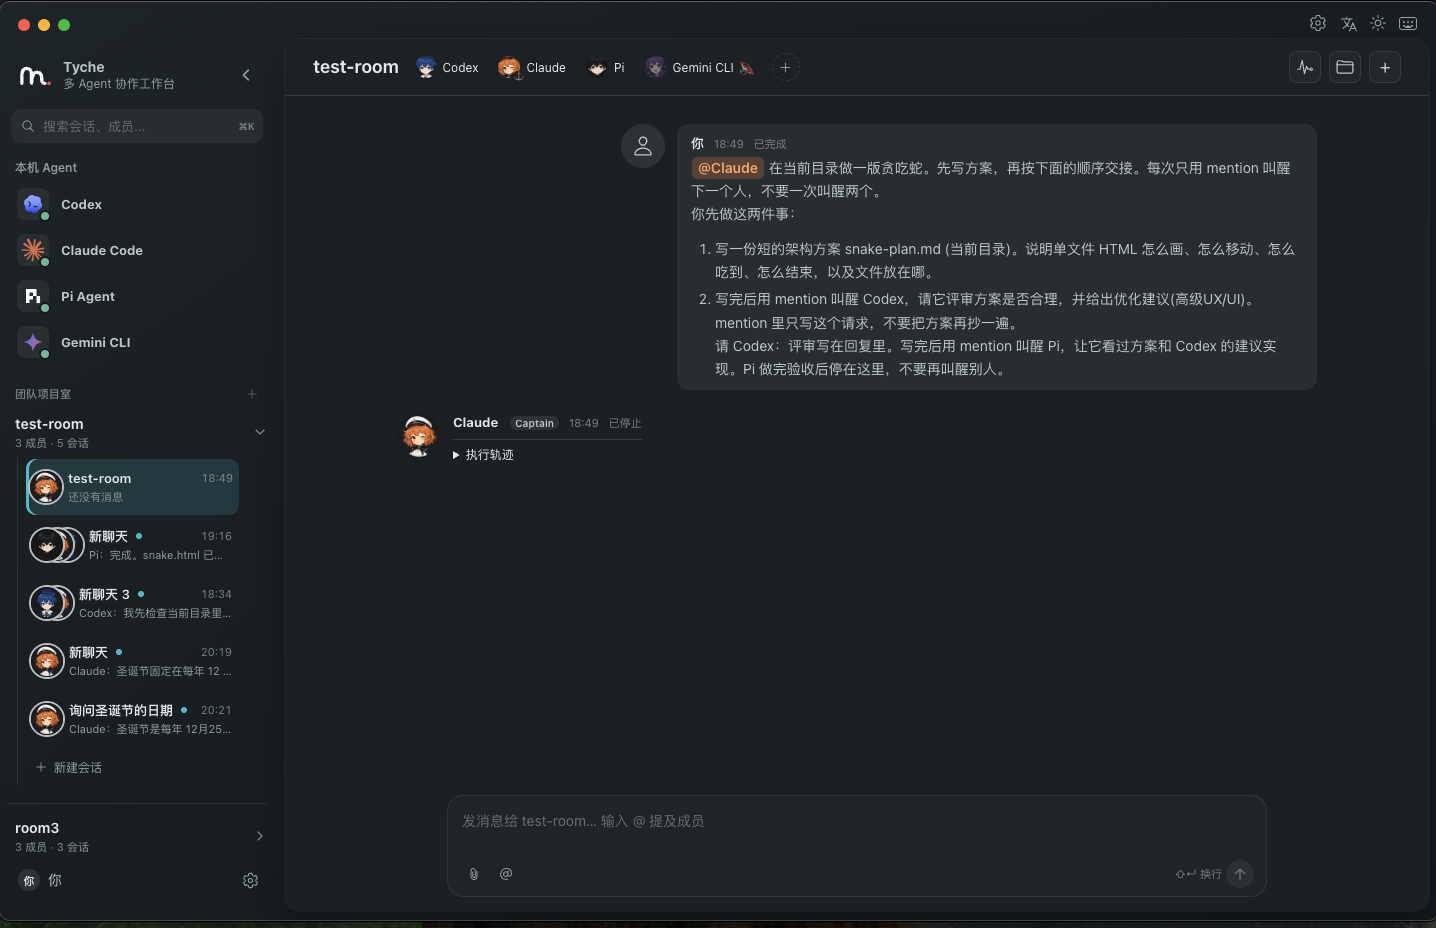 Tyche
多 Agent 协作工作台
搜索会话、成员...
⌘K
本机 Agent
Codex
Claude Code
Pi Agent
Gemini CLI
团队项目室
test-room
3 成员 · 5 会话
test-room
18:49
还没有消息
新聊天
19:16
Pi：完成。snake.html 已...
新聊天 3
18:34
Codex：我先检查当前目录里...
新聊天
20:19
Claude：圣诞节固定在每年 12 ...
询问圣诞节的日期
20:21
Claude：圣诞节是每年 12月25...
+ 新建会话
room3
3 成员 · 3 会话
你 你
test-room Codex Claude Pi Gemini CLI
你 18:49 已完成
@Claude 在当前目录做一版贪吃蛇。先写方案，再按下面的顺序交接。每次只用 mention 叫醒
下一个人，不要一次叫醒两个。
你先做这两件事：
1. 写一份短的架构方案 snake-plan.md (当前目录)。说明单文件 HTML 怎么画、怎么移动、怎么
吃到、怎么结束，以及文件放在哪。
2. 写完后用 mention 叫醒 Codex，请它评审方案是否合理，并给出优化建议(高级UX/UI)。
mention 里只写这个请求，不要把方案再抄一遍。
请 Codex：评审写在回复里。写完后用 mention 叫醒 Pi，让它看过方案和 Codex 的建议实
现。Pi 做完验收后停在这里，不要再叫醒别人。
Claude Captain 18:49 已停止
执行轨迹
发消息给 test-room... 输入 @ 提及成员
@
换行